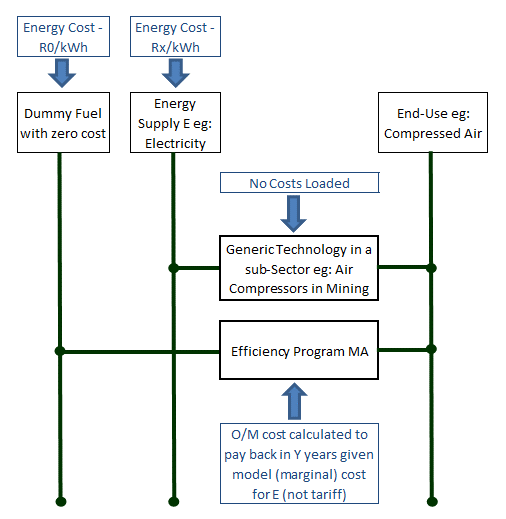 Energy Cost -
R0/kWh
Energy Cost -
Rx/kWh
Dummy Fuel
with zero cost
Energy
Supply E eg:
Electricity
End-Use eg:
Compressed Air
No Costs Loaded
Generic Technology in a
sub-Sector eg: Air
Compressors in Mining
Efficiency Program MA
O/M cost calculated to
pay back in Y years given
model (marginal) cost
for E (not tariff)